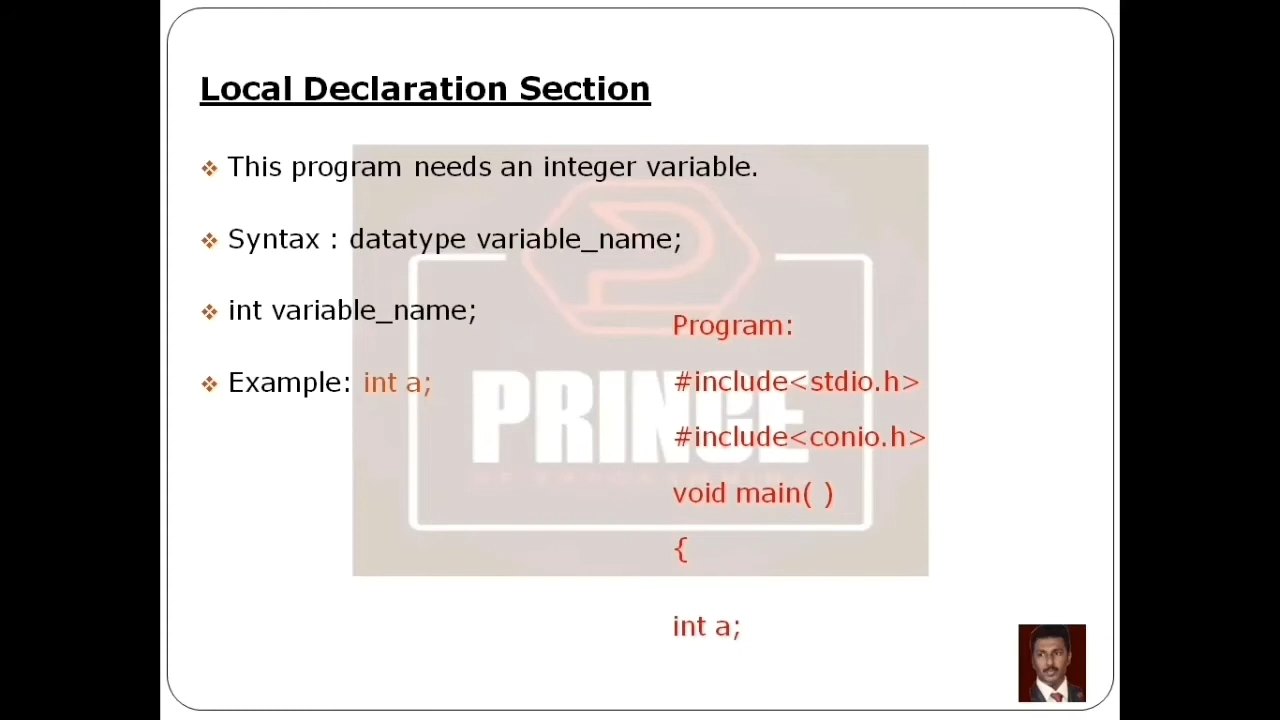 Local Declaration Section
This program needs an integer variable.
Syntax : datatype variable_name;
int variable_name;
Example: int a;
Program:
#include<stdio.h>
#include<conio.h>
void main( )
{
int a;
PRINCE